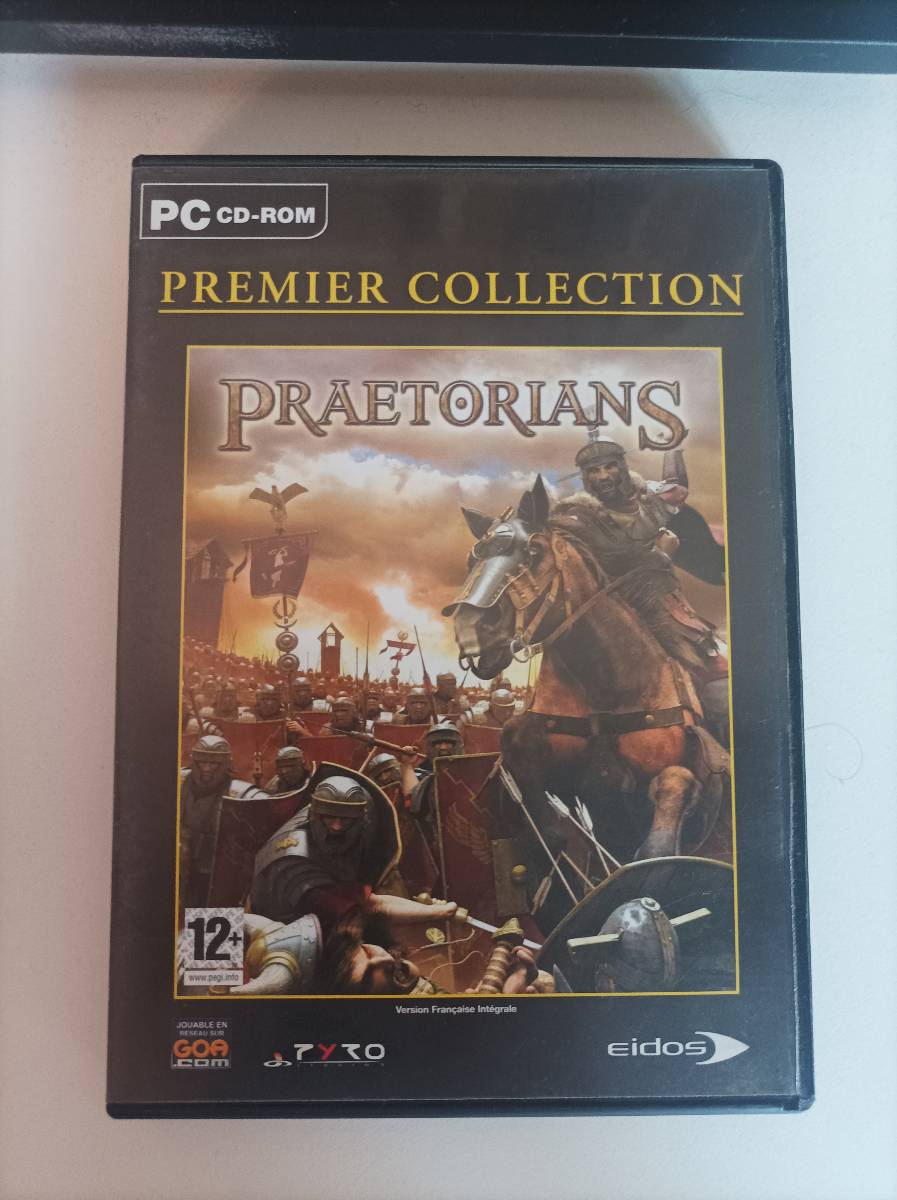 PC CD-ROM
PREMIER COLLECTION
PRAETORIANS
12+
www.pegi.info
Version Française Intégrale
JOUABLE EN
RESEAU SUR
GOA
.COM
PYRO
studios
eidos